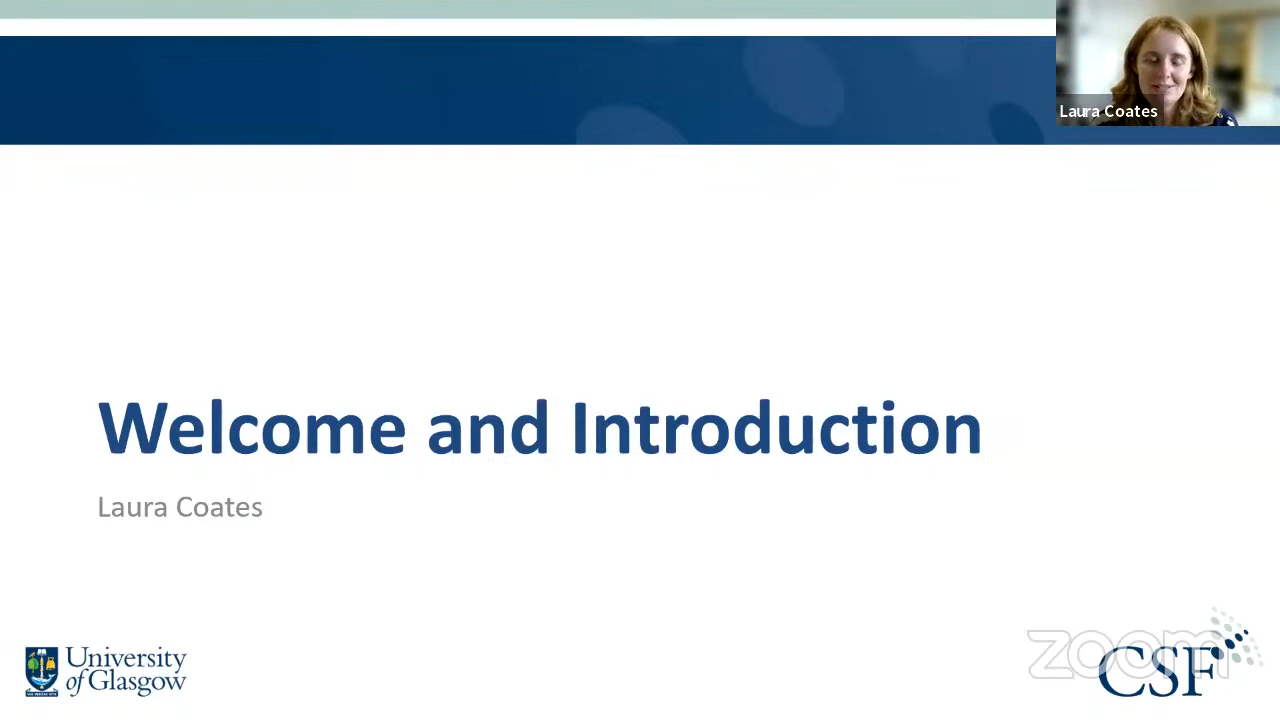 Laura Coates
Welcome and Introduction
Laura Coates
University
of Glasgow
zoom
CSF